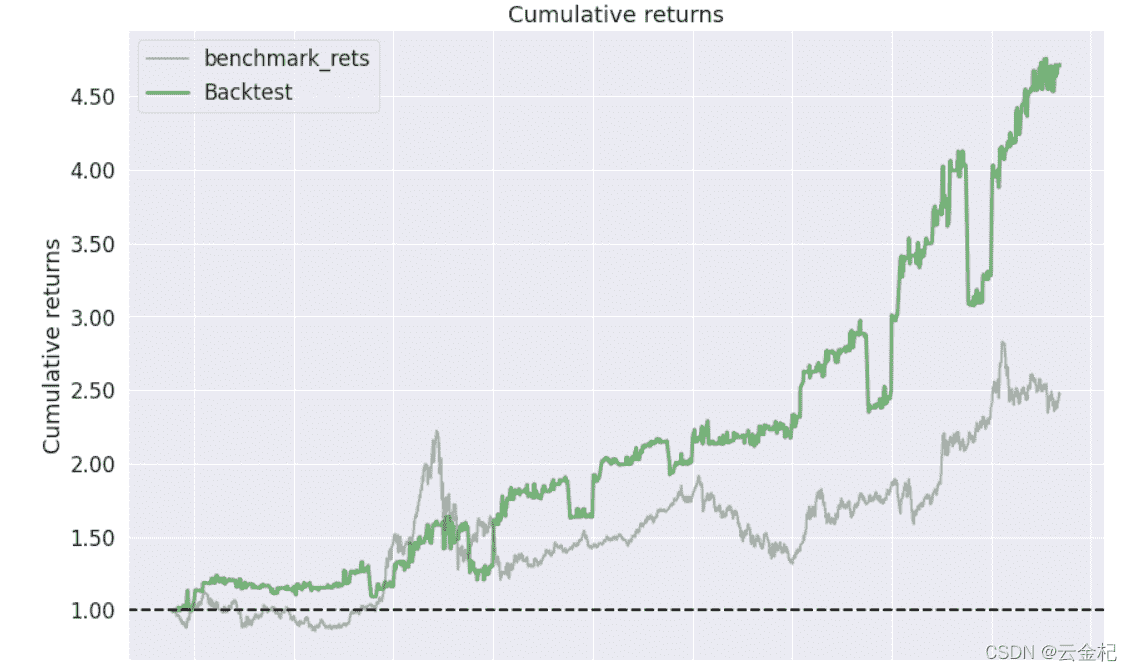 Cumulative returns
benchmark_rets
Backtest
4.50
4.00
3.50
3.00
2.50
2.00
1.50
1.00
Cumulative returns
CSDN @云金杞